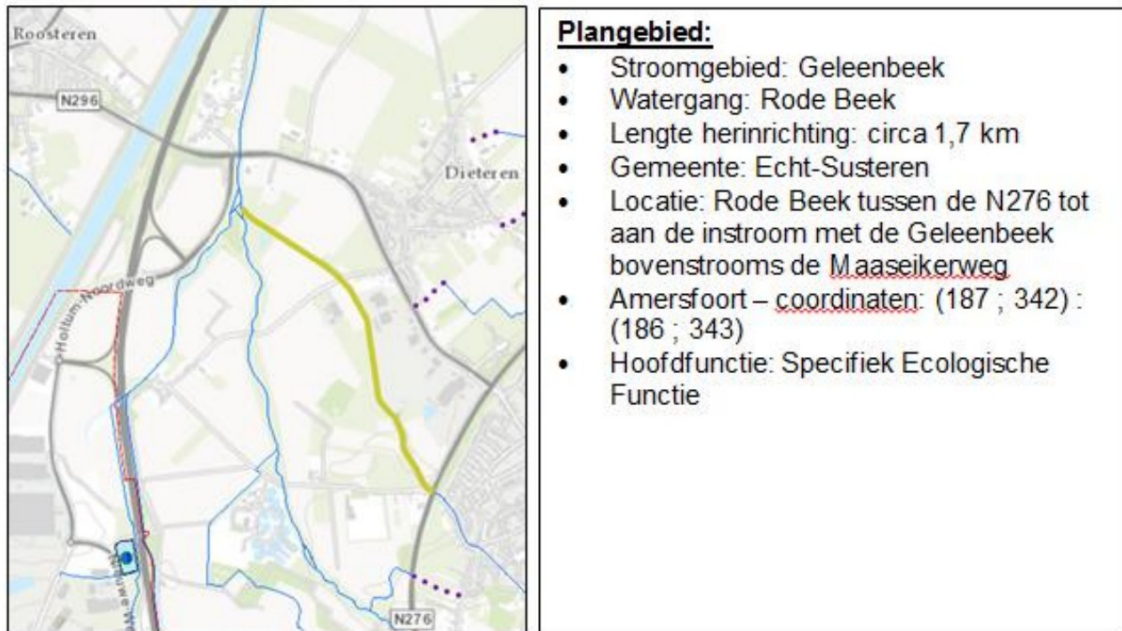 Roosteren
N296
Dieteren
Holtum-Noordweg
N276
Plangebied:
• Stroomgebied: Geleenbeek
• Watergang: Rode Beek
• Lengte herinrichting: circa 1,7 km
• Gemeente: Echt-Susteren
• Locatie: Rode Beek tussen de N276 tot
aan de instroom met de Geleenbeek
bovenstrooms de Maaseikerweg
• Amersfoort – coordinaten: (187 ; 342) :
(186 ; 343)
• Hoofdfunctie: Specifiek Ecologische
Functie